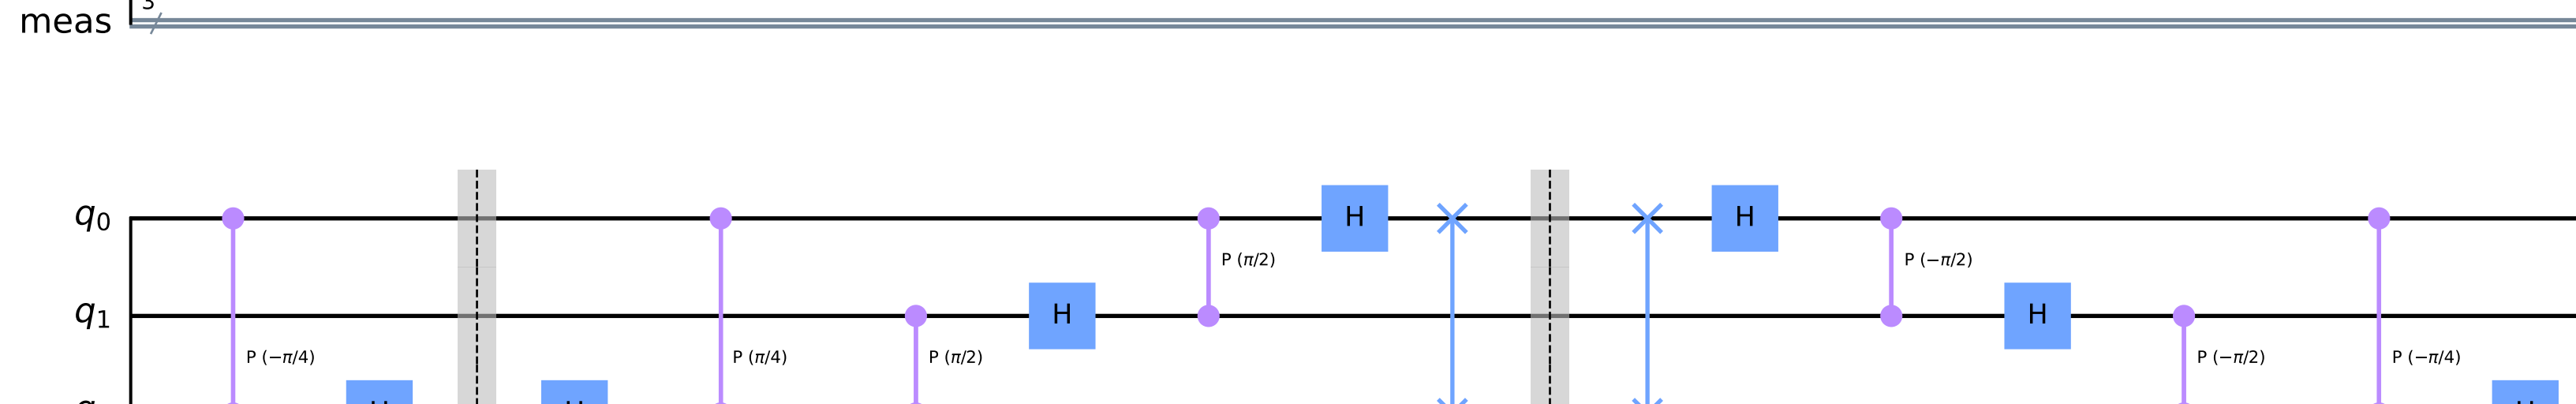 3
meas
q0 H H
P (π/2) P (−π/2)
q1 H H
P (−π/4) P (π/4) P (π/2) P (−π/2) P (−π/4)